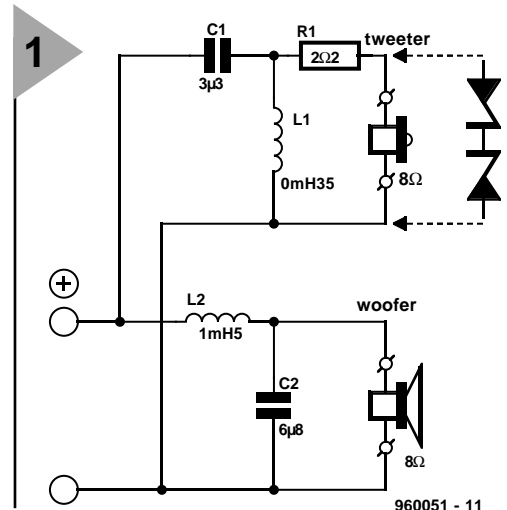 1
C1
R1
tweeter
2Ω2
3µ3
L1
0mH35
8Ω
+
L2
1mH5
woofer
C2
6µ8
8Ω
960051 - 11